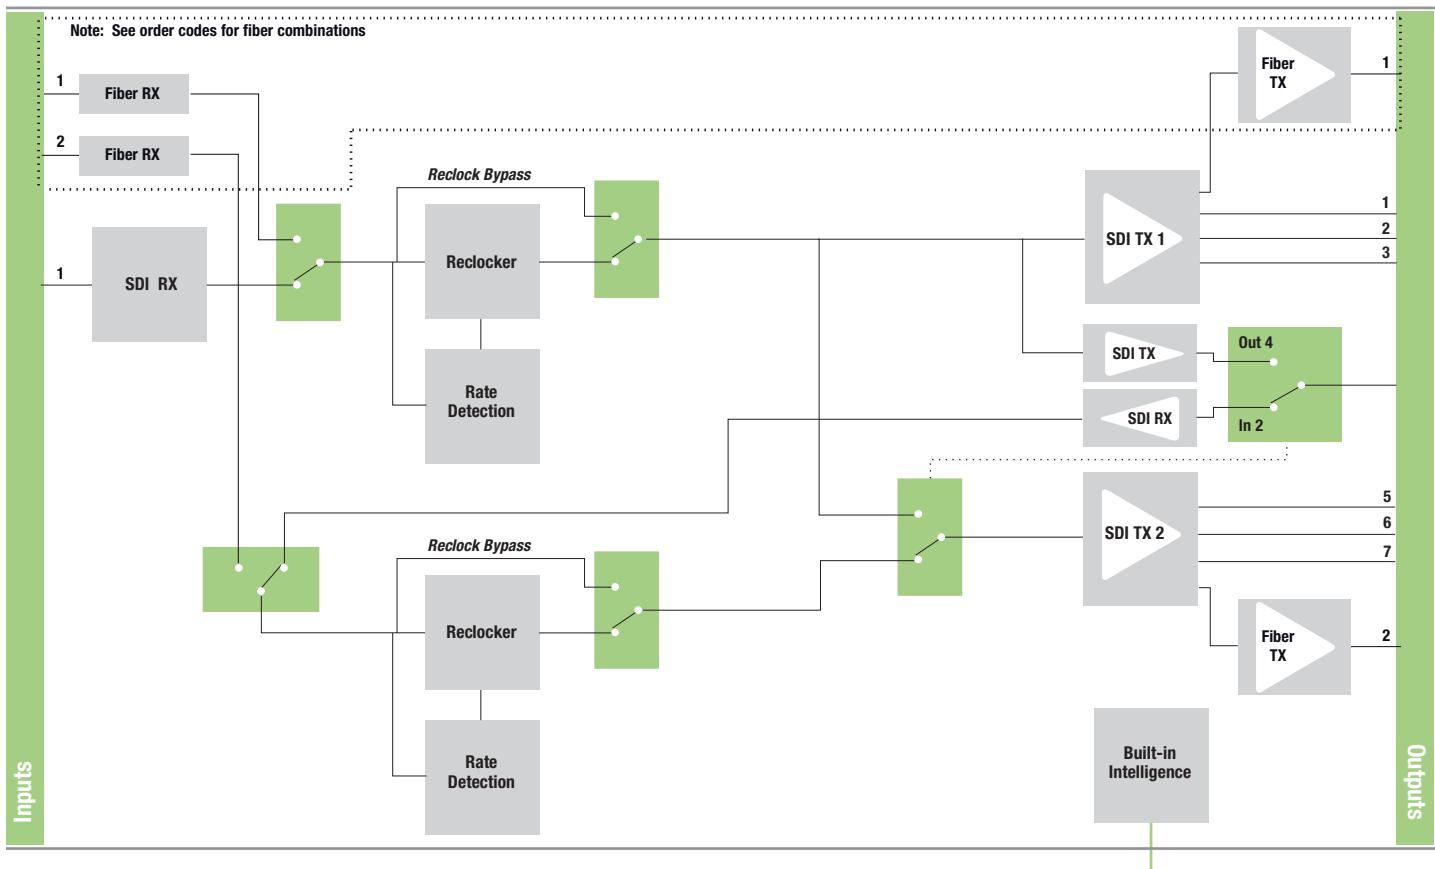 Note: See order codes for fiber combinations
1
Fiber RX
2
Fiber RX
1
SDI RX
Reclock Bypass
Reclocker
Rate
Detection
Reclock Bypass
Reclocker
Rate
Detection
Fiber
TX
1
SDI TX 1
1
2
3
SDI TX
Out 4
SDI RX
In 2
SDI TX 2
5
6
7
Fiber
TX
2
Built-in
Intelligence
Inputs
Outputs